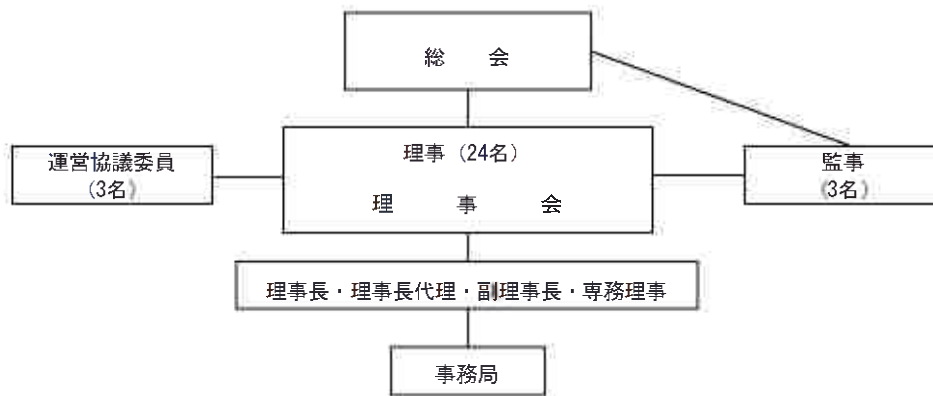 総　会
理事（24名）
理　事　会
運営協議委員
（3名）
監事
（3名）
理事長・理事長代理・副理事長・専務理事
事務局